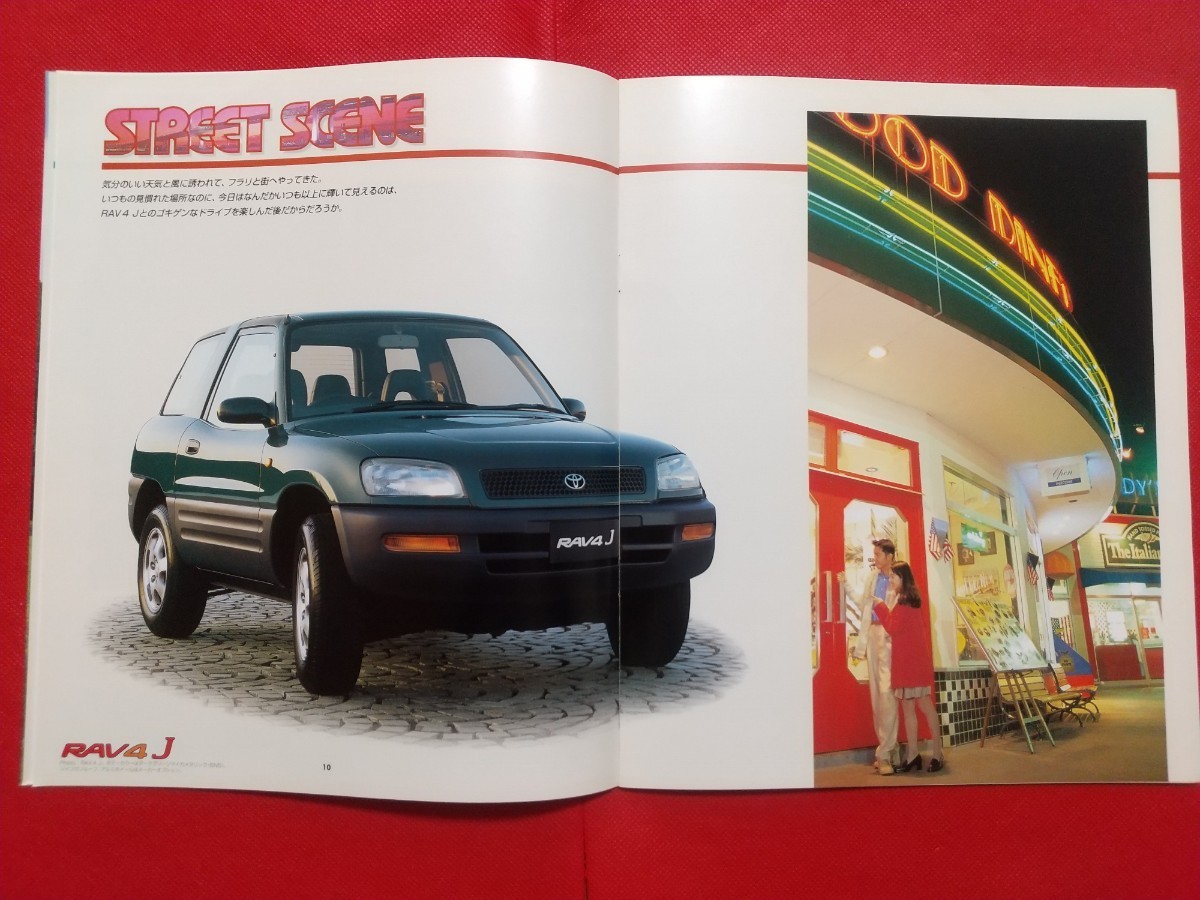 STREET SCENE
気分のいい天気と風に誘われて、フラリと街へやってきた。
いつもの見慣れた場所なのに、今日はなんだかいつも以上に輝いて見えるのは、
RAV4 Jとのゴキゲンなドライブを楽しんだ後だからだろうか。
RAV4 J
RAV4 J
10
OOD DINE
Open
DY'
The Italian